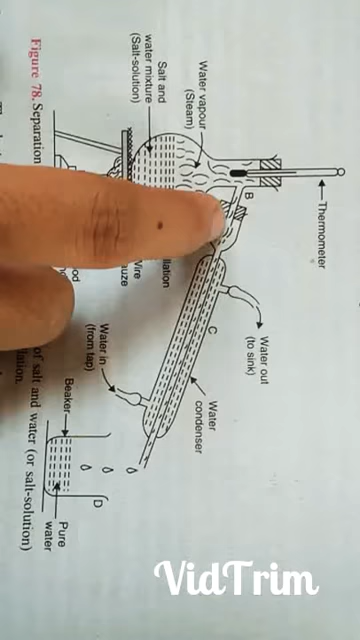 Thermometer
Water vapour
(Steam)
B
Salt and
water mixture
(Salt-solution)
Water out
(to sink)
C
Water
condenser
Water in
(from tap)
Beaker
D
Pure
water
Figure 78. Separation of salt and water (or salt-solution)
VidTrim